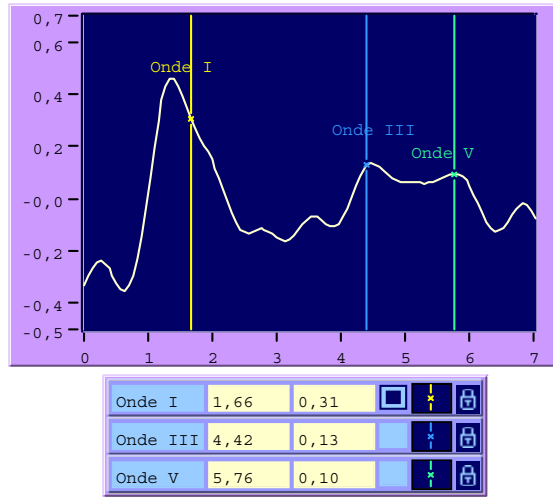 0,7
0,6
Onde I
0,4
Onde III
0,2
Onde V
-0,0
-0,2
-0,4
-0,5
0 1 2 3 4 5 6 7
Onde I 1,66 0,31
Onde III 4,42 0,13
Onde V 5,76 0,10